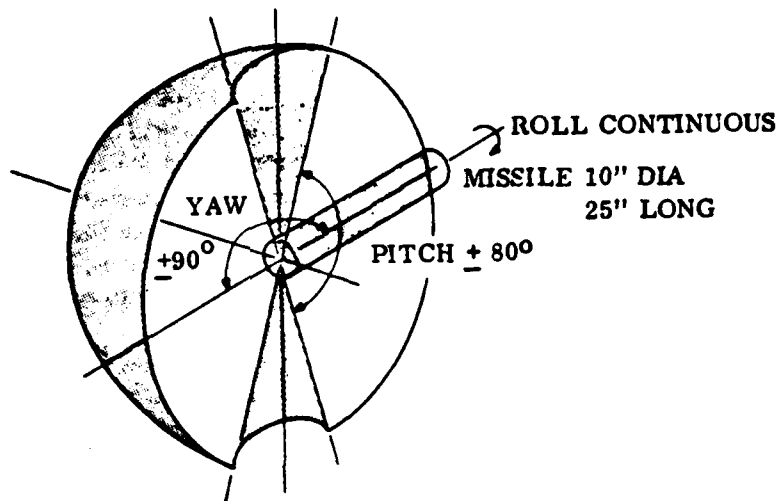 ROLL CONTINUOUS
MISSILE 10" DIA
25" LONG
YAW
±90°
PITCH ± 80°